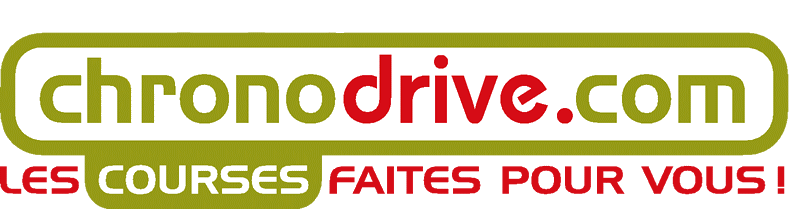 chronodrive.com
LES COURSES FAITES POUR VOUS !